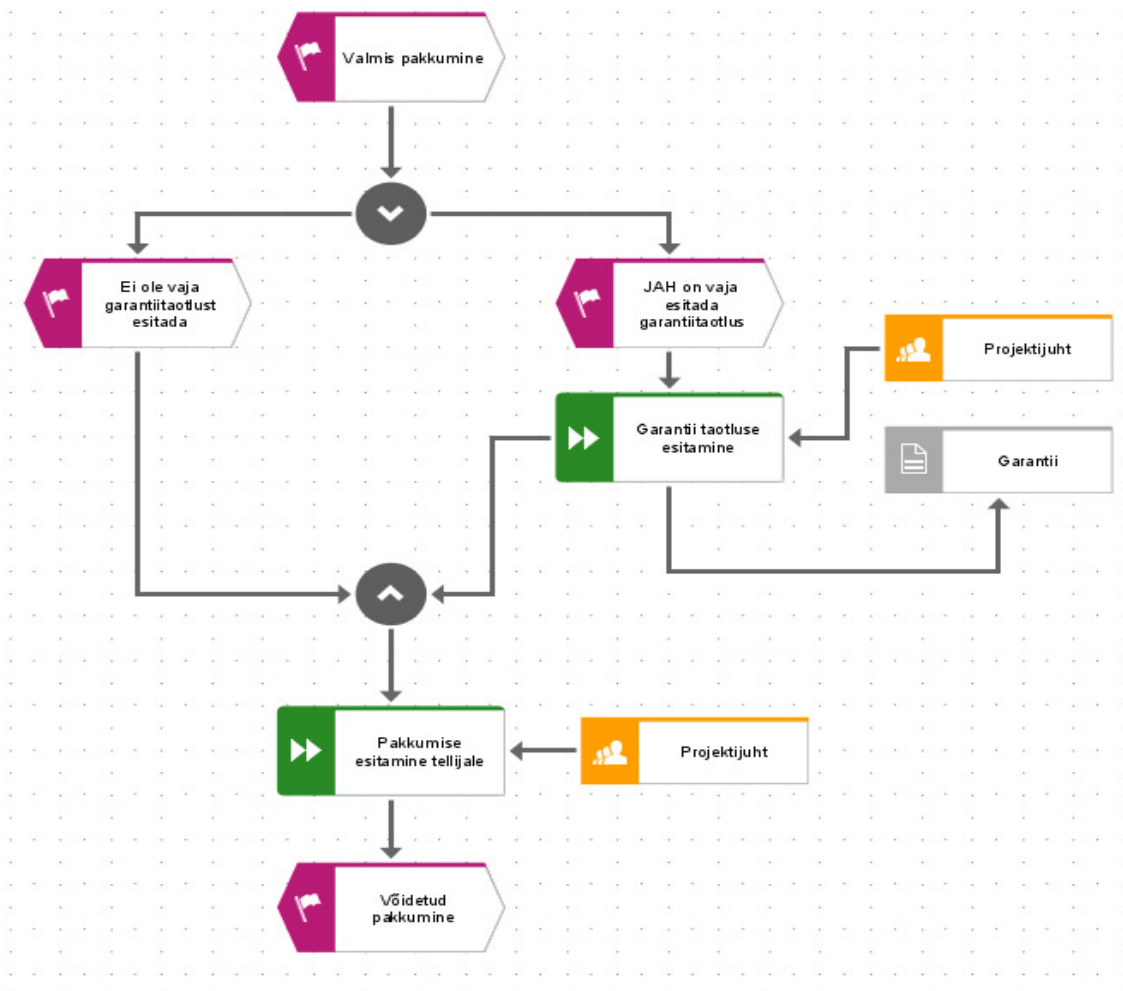 Valmis pakkumine
Ei ole vaja
garantiitaotlust
esitada
JAH on vaja
esitada
garantiitaotlus
Projektijuht
Garantii taotluse
esitamine
Garantii
Pakkumise
esitamine tellijale
Projektijuht
Võidetud
pakkumine